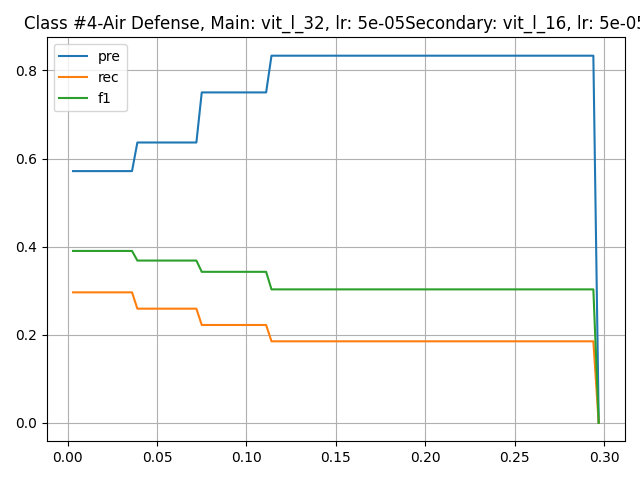 Class #4-Air Defense, Main: vit_l_32, lr: 5e-05Secondary: vit_l_16, lr: 5e-05
pre
rec
f1
0.8
0.6
0.4
0.2
0.0
0.00 0.05 0.10 0.15 0.20 0.25 0.30